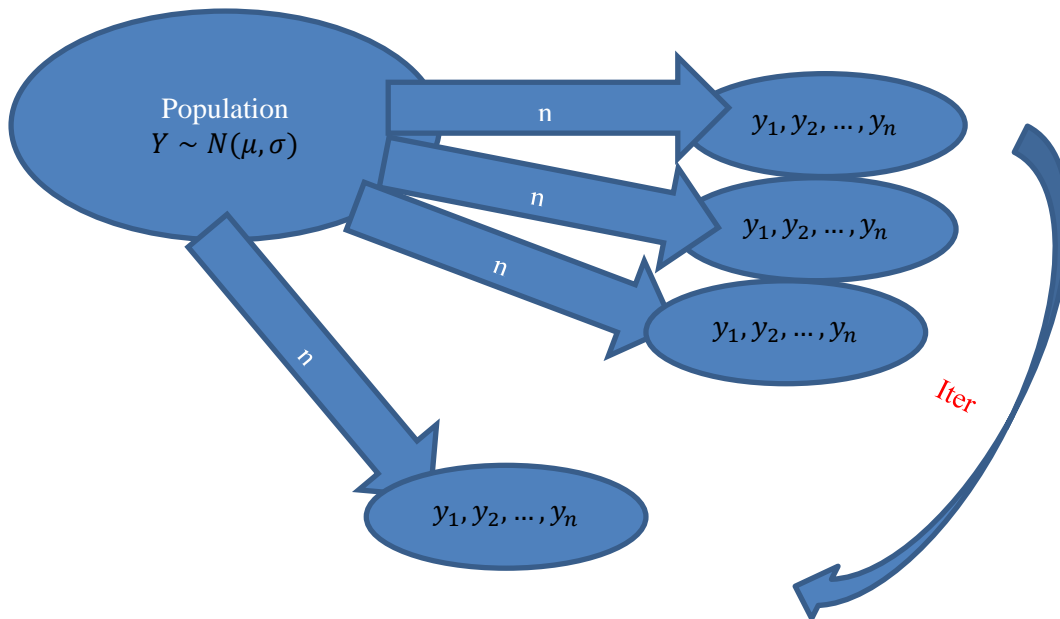 Population
𝑌 ~ 𝑁(𝜇, 𝜎)
n
𝑦₁, 𝑦₂, … , 𝑦ₙ
n
𝑦₁, 𝑦₂, … , 𝑦ₙ
n
𝑦₁, 𝑦₂, … , 𝑦ₙ
n
Iter
𝑦₁, 𝑦₂, … , 𝑦ₙ